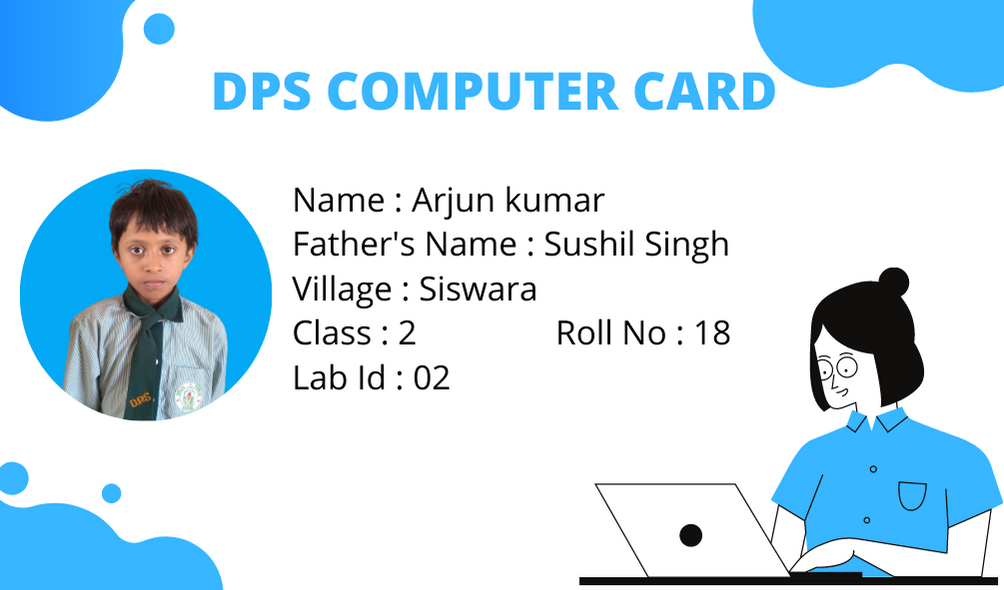 DPS COMPUTER CARD
Name : Arjun kumar
Father's Name : Sushil Singh
Village : Siswara
Class : 2 Roll No : 18
Lab Id : 02
DPS